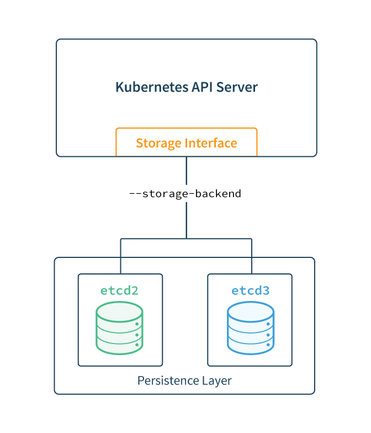 Kubernetes API Server
Storage Interface
--storage-backend
etcd2
etcd3
Persistence Layer